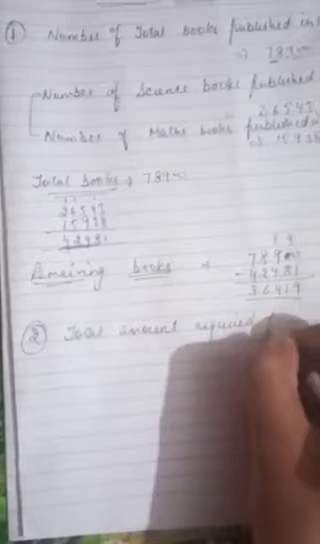 ① Number of Total books published in
⇒ 78900
Number of Science books published
26543
Number of Maths books published
⇒ 15938
Total books → 78900
26543
15938
42481
Remaining books →
78900
- 42481
36419
② Total amount required